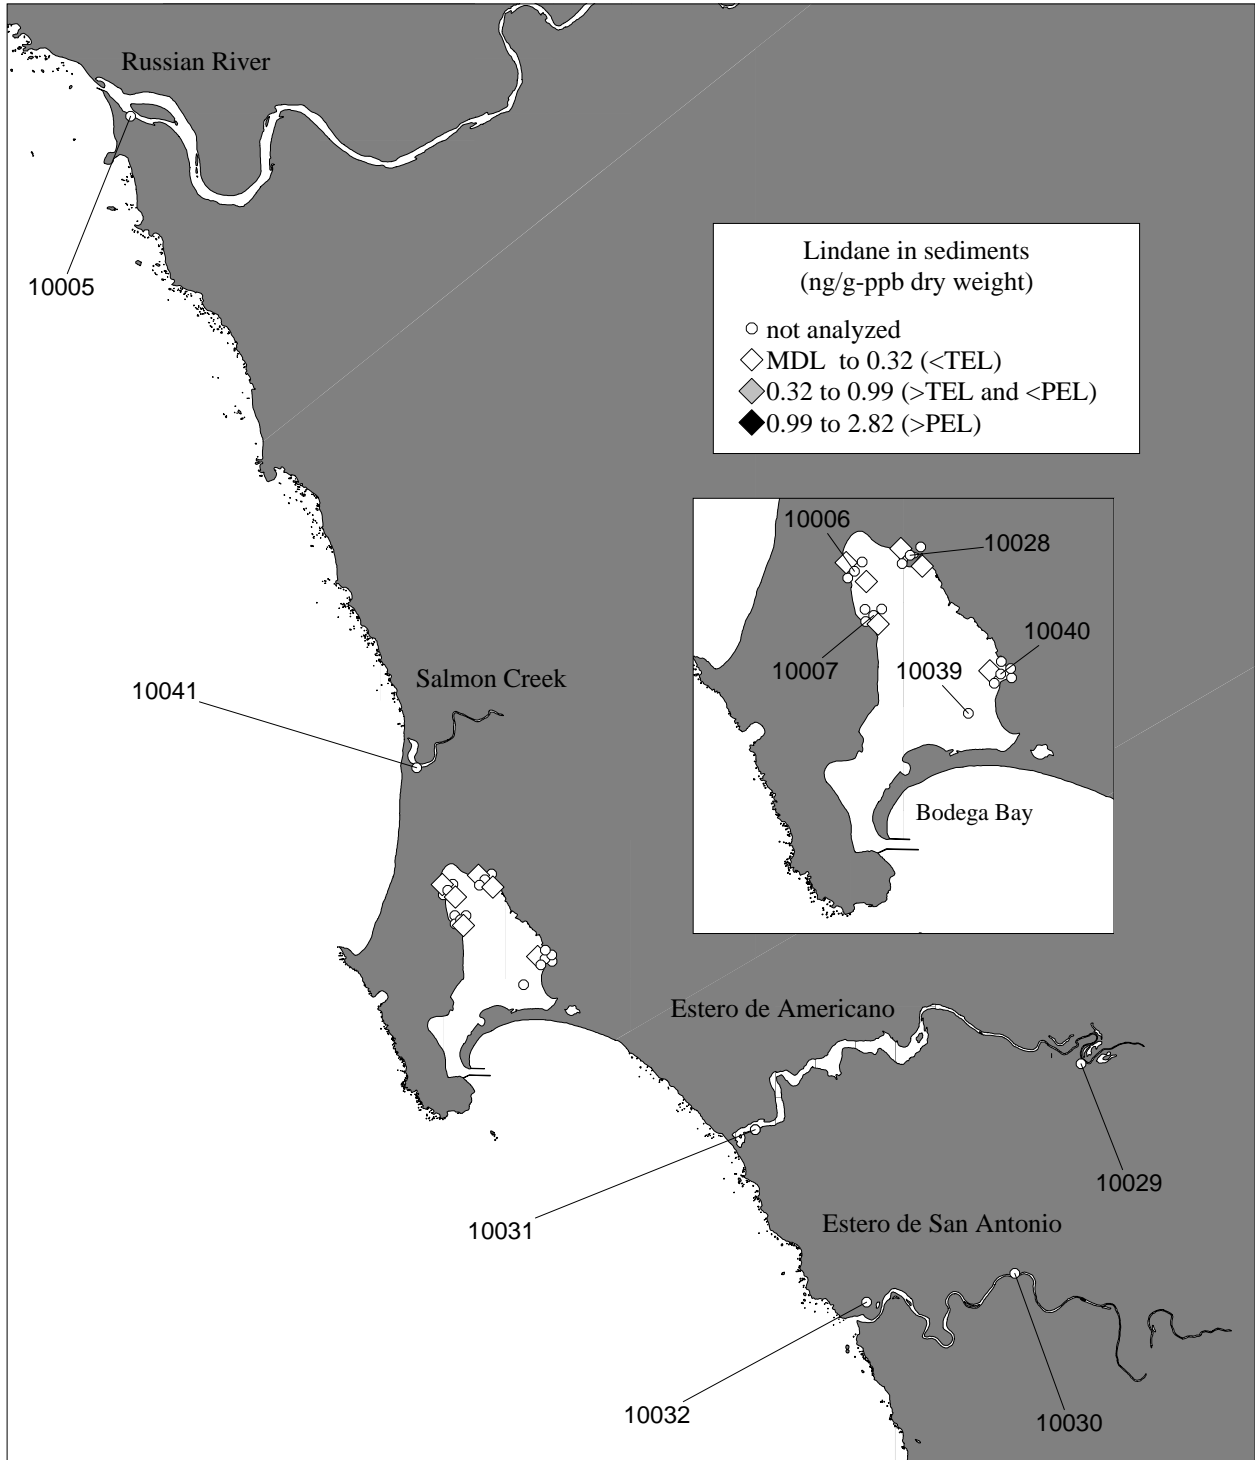 Russian River
10005
Lindane in sediments
(ng/g-ppb dry weight)
not analyzed
MDL to 0.32 (<TEL)
0.32 to 0.99 (>TEL and <PEL)
0.99 to 2.82 (>PEL)
10006
10028
10040
10007
10039
Bodega Bay
Salmon Creek
10041
Estero de Americano
10029
10031
Estero de San Antonio
10032
10030